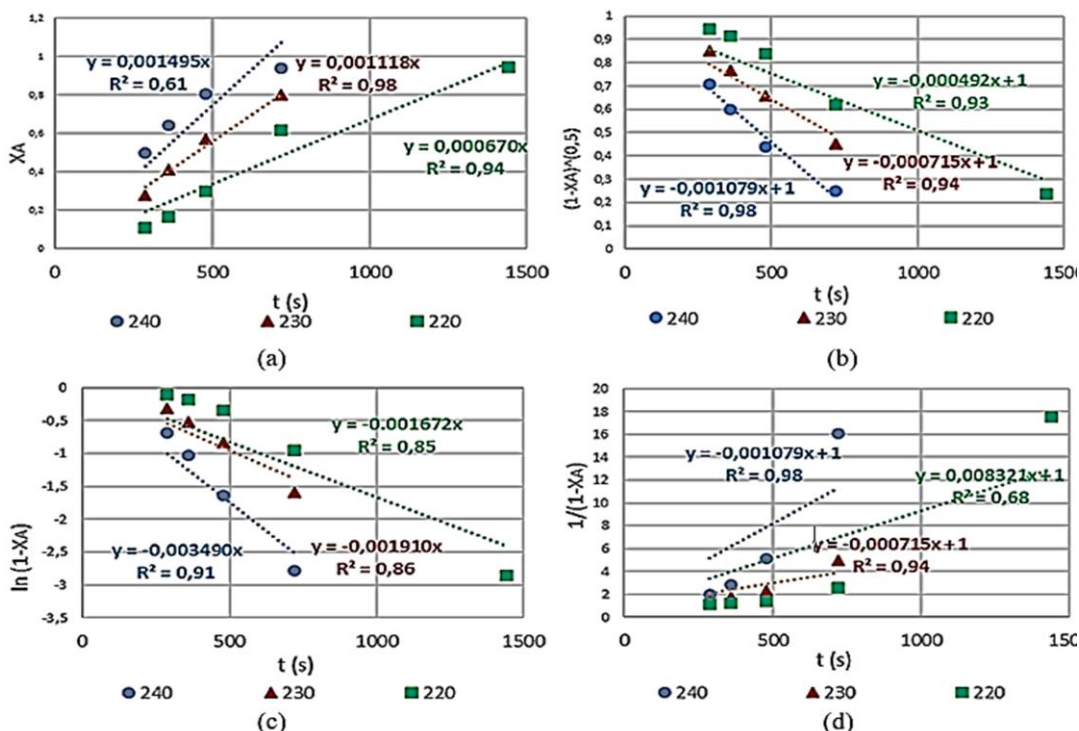 1,2
1
0,8
0,6
0,4
0,2
0
XA
y = 0,001495x
R² = 0,61
y = 0,001118x
R² = 0,98
y = 0,000670x
R² = 0,94
0 500 1000 1500
t (s)
240 230 220
(a)
1
0,9
0,8
0,7
0,6
0,5
0,4
0,3
0,2
0,1
0
(1-XA)^(0,5)
y = -0,000492x+1
R² = 0,93
y = -0,000715x+1
R² = 0,94
y = -0,001079x+1
R² = 0,98
0 500 1000 1500
t (s)
240 230 220
(b)
0
-0,5
-1
-1,5
-2
-2,5
-3
-3,5
ln (1-XA)
y = -0.001672x
R² = 0,85
y = -0,003490x
R² = 0,91
y = -0,001910x
R² = 0,86
0 500 1000 1500
t (s)
240 230 220
(c)
20
18
16
14
12
10
8
6
4
2
0
1/(1-XA)
y = -0,001079x+1
R² = 0,98
y = 0,008321x+1
R² = 0,68
y = -0,000715x+1
R² = 0,94
0 500 1000 150
t (s)
240 230 220
(d)